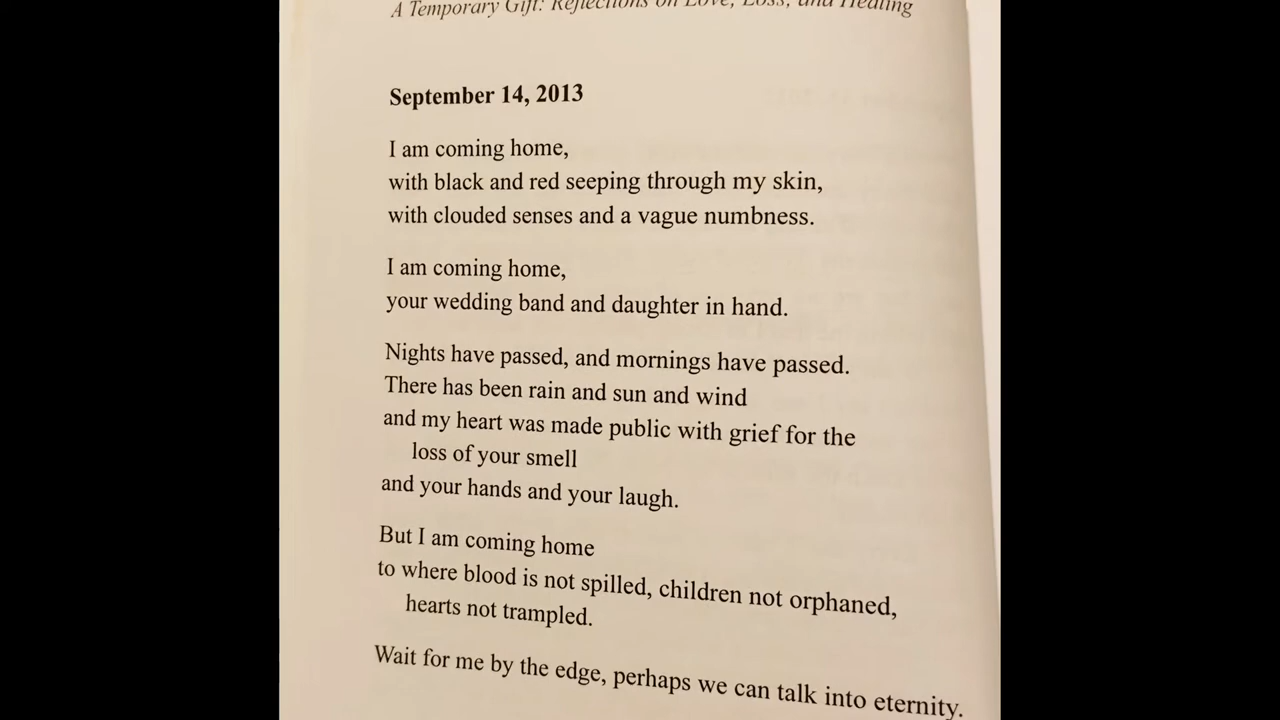 A Temporary Gift: Reflections on Love, Loss, and Healing
September 14, 2013
I am coming home,
with black and red seeping through my skin,
with clouded senses and a vague numbness.
I am coming home,
your wedding band and daughter in hand.
Nights have passed, and mornings have passed.
There has been rain and sun and wind
and my heart was made public with grief for the
loss of your smell
and your hands and your laugh.
But I am coming home
to where blood is not spilled, children not orphaned,
hearts not trampled.
Wait for me by the edge, perhaps we can talk into eternity.